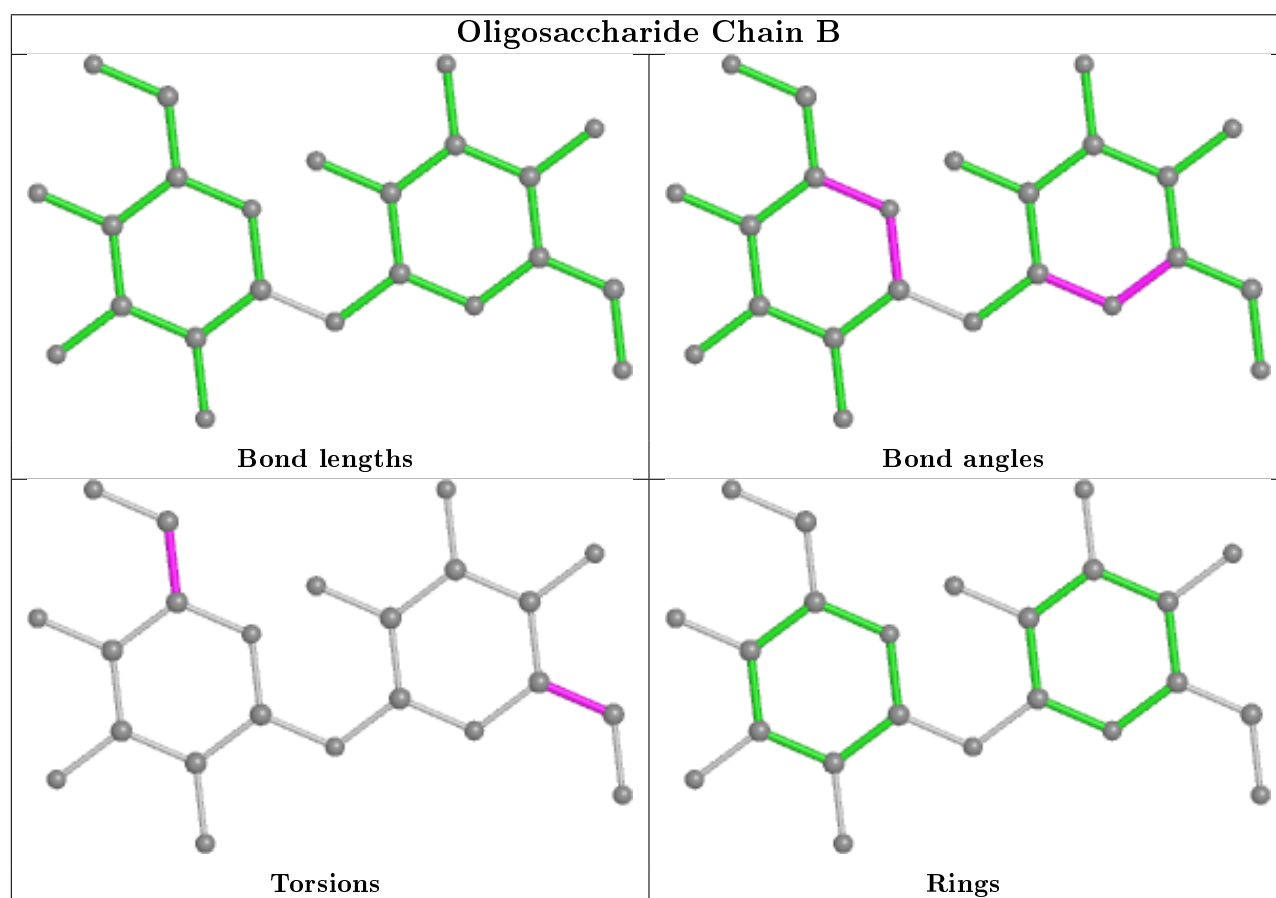 Oligosaccharide Chain B
Bond lengths
Bond angles
Torsions
Rings